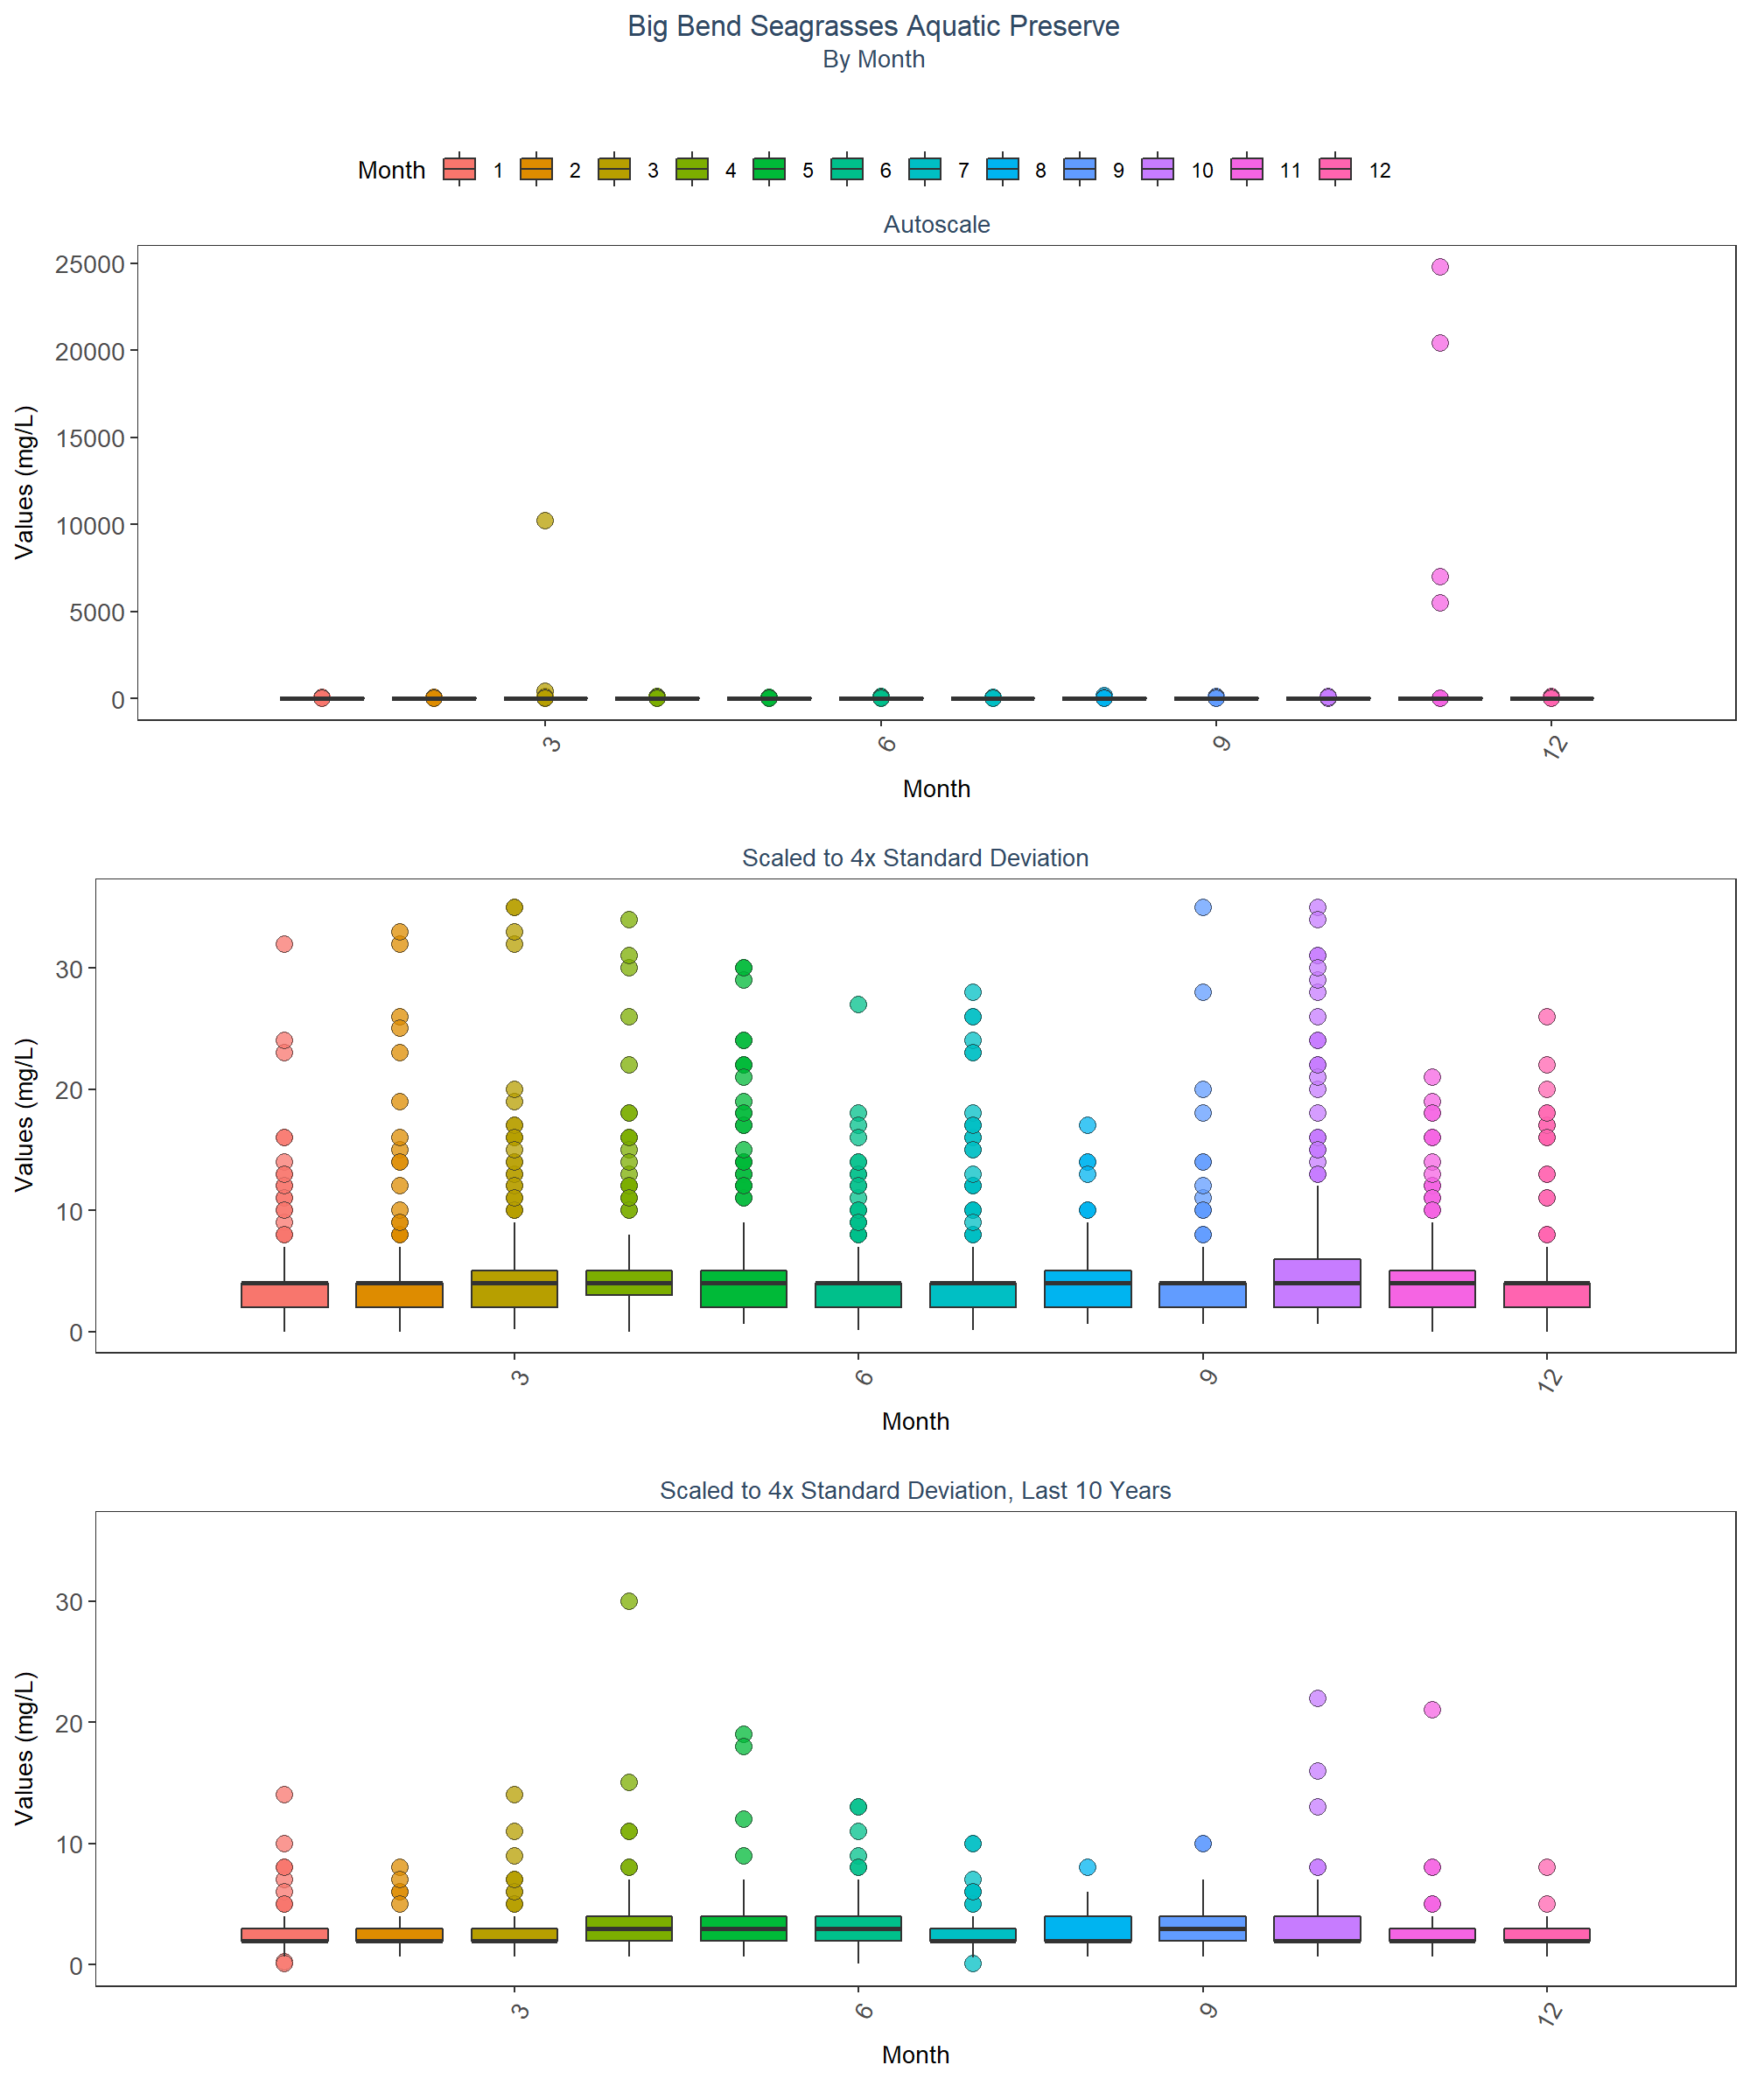 Big Bend Seagrasses Aquatic Preserve
By Month
Month 1 2 3 4 5 6 7 8 9 10 11 12
Autoscale
25000
20000
15000
10000
5000
0
Values (mg/L)
3 6 9 12
Month
Scaled to 4x Standard Deviation
30
20
10
0
Values (mg/L)
3 6 9 12
Month
Scaled to 4x Standard Deviation, Last 10 Years
30
20
10
0
Values (mg/L)
3 6 9 12
Month